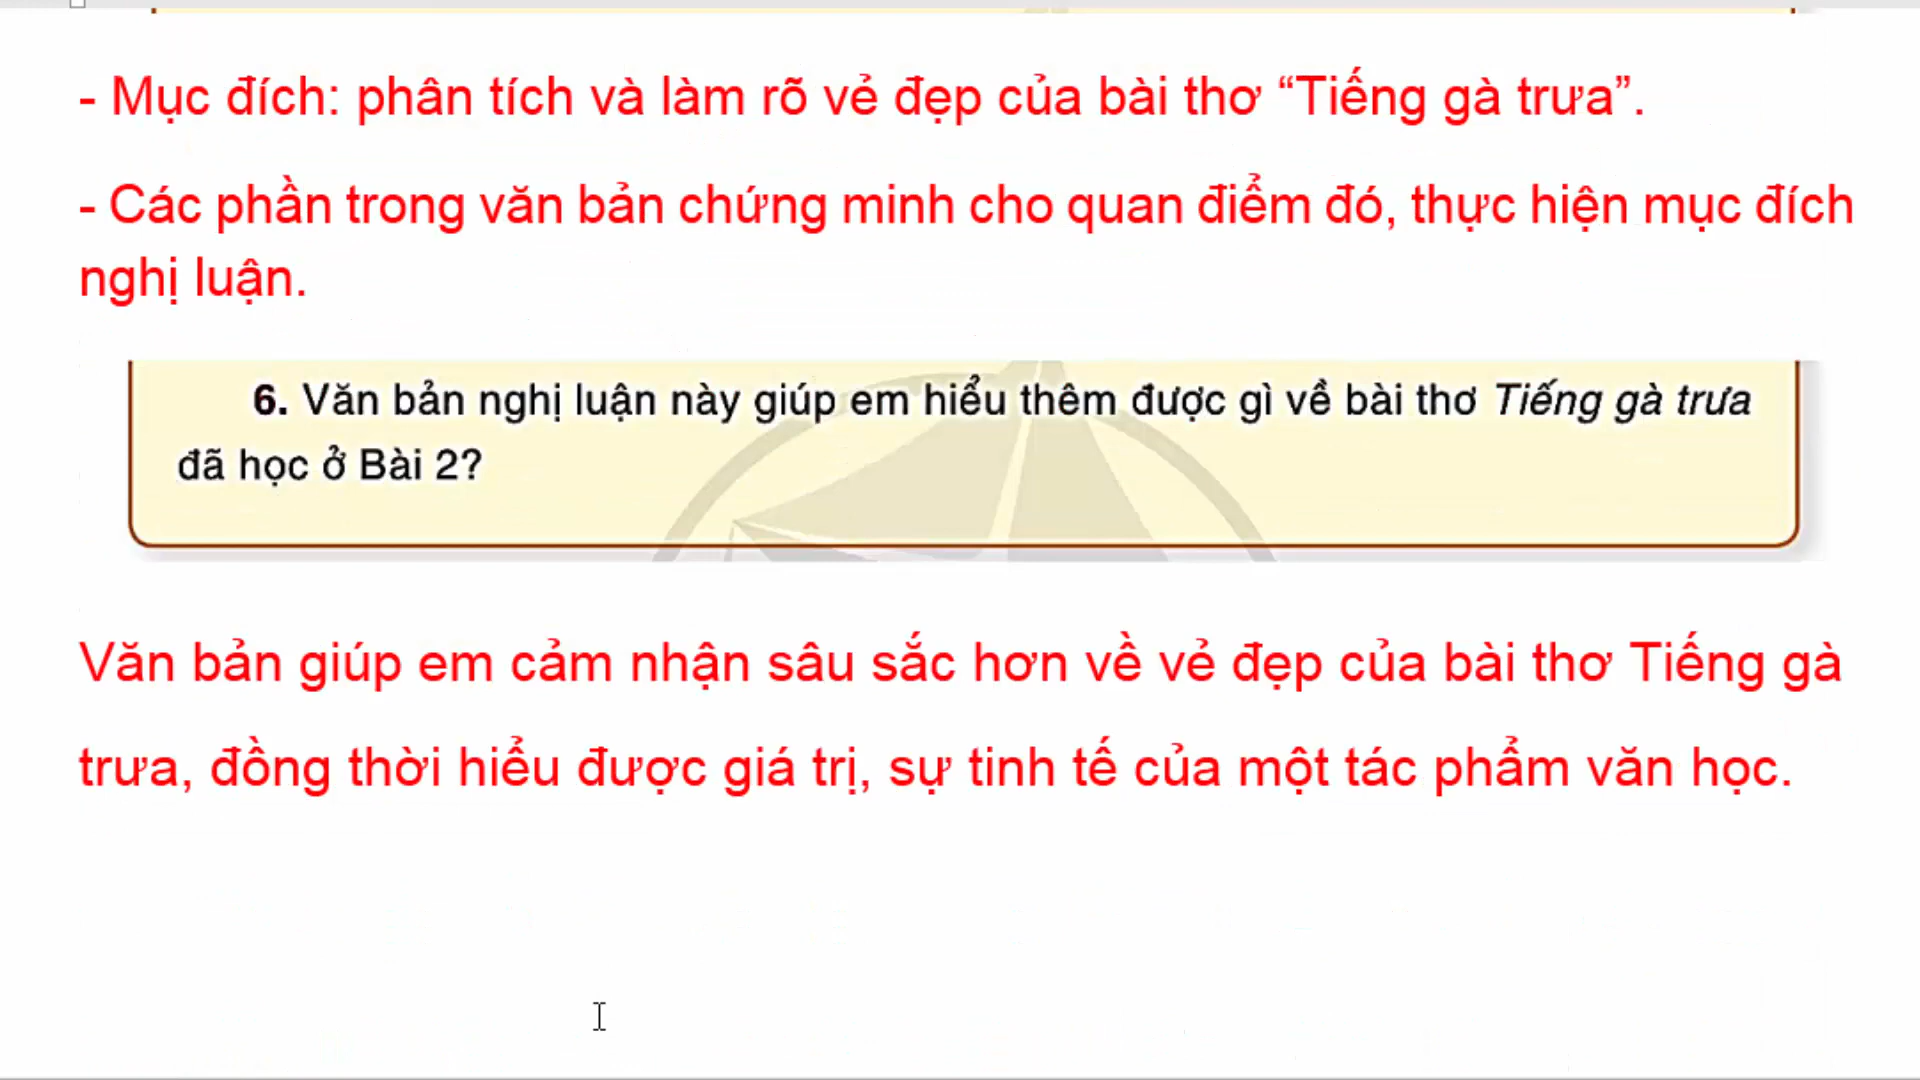 - Mục đích: phân tích và làm rõ vẻ đẹp của bài thơ “Tiếng gà trưa”.
- Các phần trong văn bản chứng minh cho quan điểm đó, thực hiện mục đích
nghị luận.
6. Văn bản nghị luận này giúp em hiểu thêm được gì về bài thơ Tiếng gà trưa
đã học ở Bài 2?
Văn bản giúp em cảm nhận sâu sắc hơn về vẻ đẹp của bài thơ Tiếng gà
trưa, đồng thời hiểu được giá trị, sự tinh tế của một tác phẩm văn học.